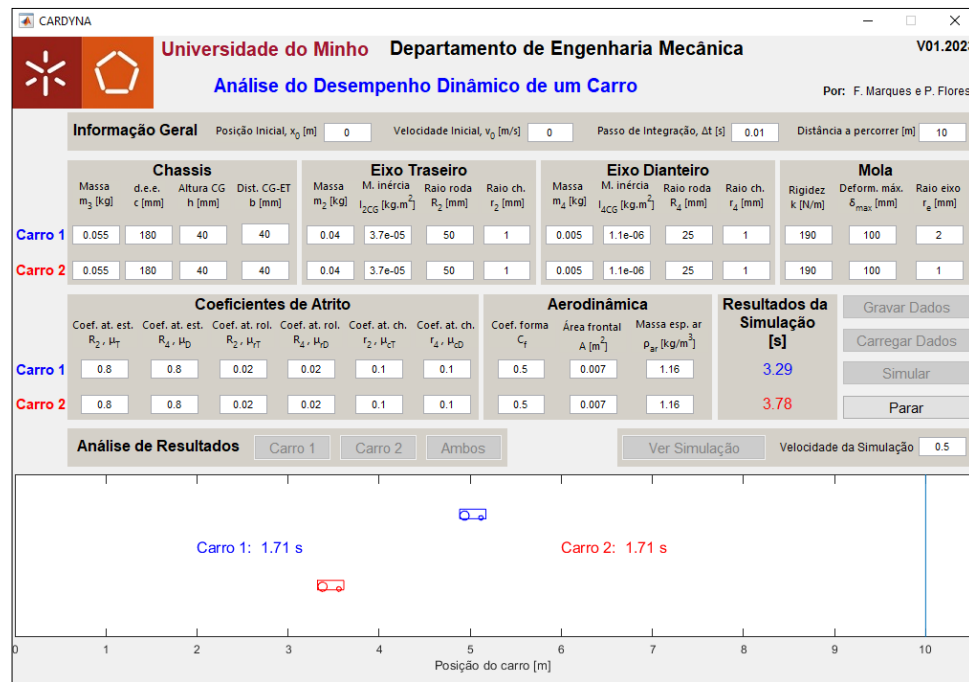 CARDYNA
Universidade do Minho Departamento de Engenharia Mecânica V01.2023
Análise do Desempenho Dinâmico de um Carro
Por: F. Marques e P. Flores
Informação Geral Posição Inicial, x0 [m] 0 Velocidade Inicial, v0 [m/s] 0 Passo de Integração, Δt [s] 0.01 Distância a percorrer [m] 10
Chassis Eixo Traseiro Eixo Dianteiro Mola
Massa d.e.e. Altura CG Dist. CG-ET Massa M. inércia Raio roda Raio ch. Massa M. inércia Raio roda Raio ch. Rigidez Deform. máx. Raio eixo
m3 [kg] c [mm] h [mm] b [mm] m2 [kg] I2CG [kg.m2] R2 [mm] r2 [mm] m4 [kg] I4CG [kg.m2] R4 [mm] r4 [mm] k [N/m] δmax [mm] re [mm]
Carro 1 0.055 180 40 40 0.04 3.7e-05 50 1 0.005 1.1e-06 25 1 190 100 2
Carro 2 0.055 180 40 40 0.04 3.7e-05 50 1 0.005 1.1e-06 25 1 190 100 1
Coeficientes de Atrito Aerodinâmica Resultados da Simulação [s]
Coef. at. est. Coef. at. est. Coef. at. rol. Coef. at. rol. Coef. at. ch. Coef. at. ch. Coef. forma Área frontal Massa esp. ar
R2 , μT R4 , μD R2 , μrT R4 , μrD r2 , μcT r4 , μcD Cf A [m2] ρar [kg/m3]
Carro 1 0.8 0.8 0.02 0.02 0.1 0.1 0.5 0.007 1.16 3.29
Carro 2 0.8 0.8 0.02 0.02 0.1 0.1 0.5 0.007 1.16 3.78
Gravar Dados
Carregar Dados
Simular
Parar
Análise de Resultados Carro 1 Carro 2 Ambos Ver Simulação Velocidade da Simulação 0.5
Carro 1: 1.71 s Carro 2: 1.71 s
0 1 2 3 4 5 6 7 8 9 10
Posição do carro [m]